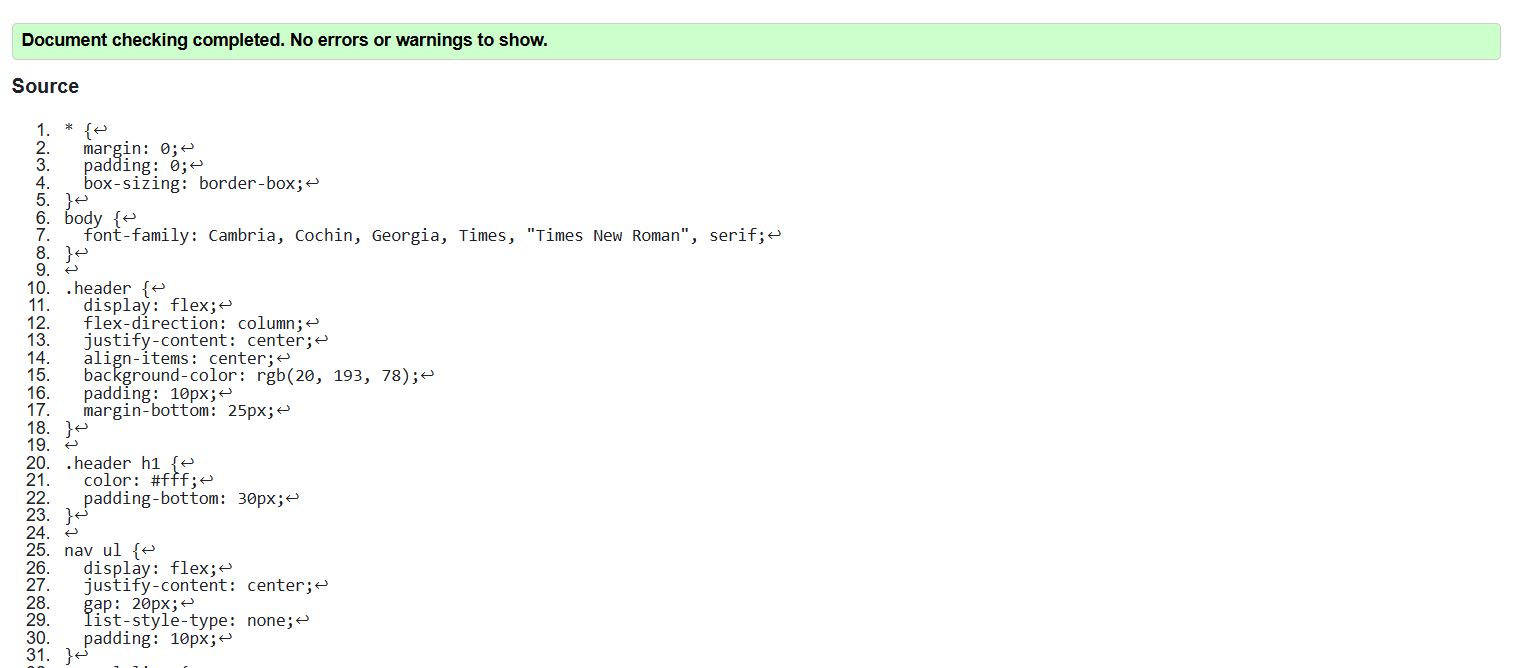 Document checking completed. No errors or warnings to show.
Source
1. * {↩
2.   margin: 0;↩
3.   padding: 0;↩
4.   box-sizing: border-box;↩
5. }↩
6. body {↩
7.   font-family: Cambria, Cochin, Georgia, Times, "Times New Roman", serif;↩
8. }↩
9. ↩
10. .header {↩
11.   display: flex;↩
12.   flex-direction: column;↩
13.   justify-content: center;↩
14.   align-items: center;↩
15.   background-color: rgb(20, 193, 78);↩
16.   padding: 10px;↩
17.   margin-bottom: 25px;↩
18. }↩
19. ↩
20. .header h1 {↩
21.   color: #fff;↩
22.   padding-bottom: 30px;↩
23. }↩
24. ↩
25. nav ul {↩
26.   display: flex;↩
27.   justify-content: center;↩
28.   gap: 20px;↩
29.   list-style-type: none;↩
30.   padding: 10px;↩
31. }↩